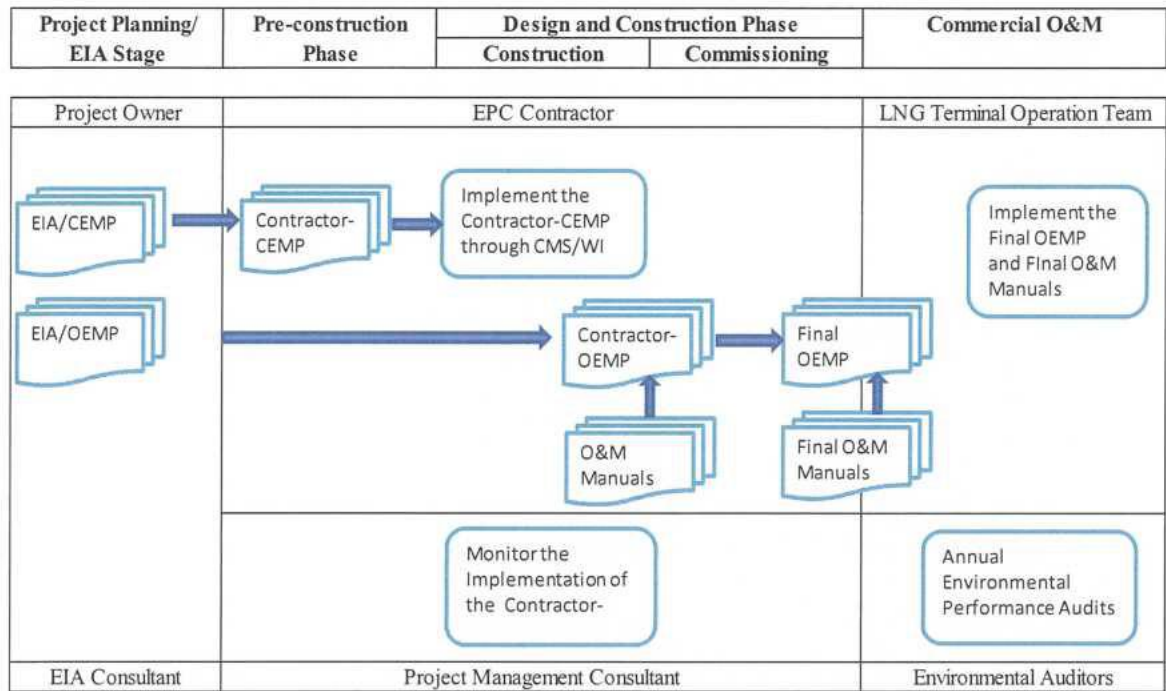 Project Planning/
EIA Stage
Pre-construction
Phase
Design and Construction Phase
Construction
Commissioning
Commercial O&M
Project Owner
EPC Contractor
LNG Terminal Operation Team
EIA/CEMP
Contractor-
CEMP
Implement the
Contractor-CEMP
through CMS/WI
Implement the
Final OEMP
and FInal O&M
Manuals
EIA/OEMP
Contractor-
OEMP
Final
OEMP
O&M
Manuals
Final O&M
Manuals
Monitor the
Implementation of
the Contractor-
Annual
Environmental
Performance Audits
EIA Consultant
Project Management Consultant
Environmental Auditors